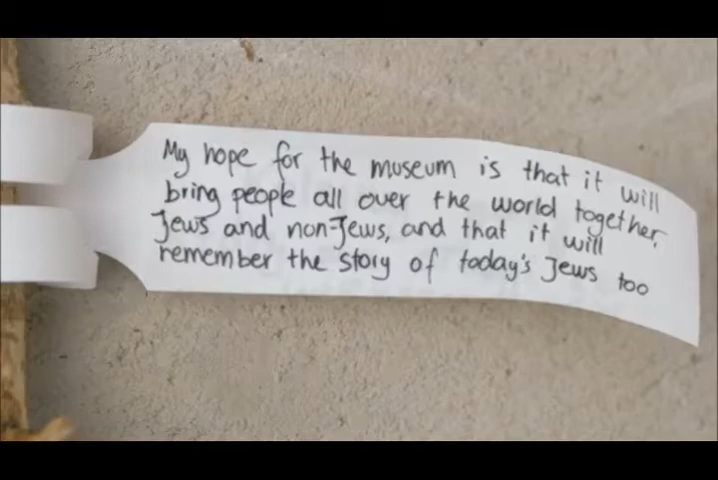 My hope for the museum is that it will
bring people all over the world together,
Jews and non-Jews, and that it will
remember the story of today's Jews too